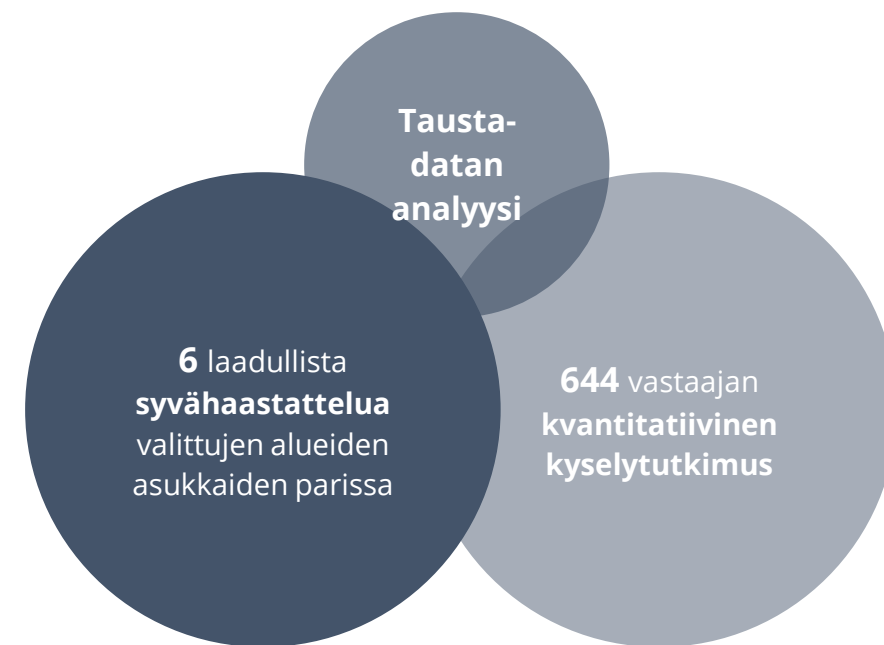 Tausta-
datan
analyysi
6 laadullista
syvähaastattelua
valittujen alueiden
asukkaiden parissa
644 vastaajan
kvantitatiivinen
kyselytutkimus